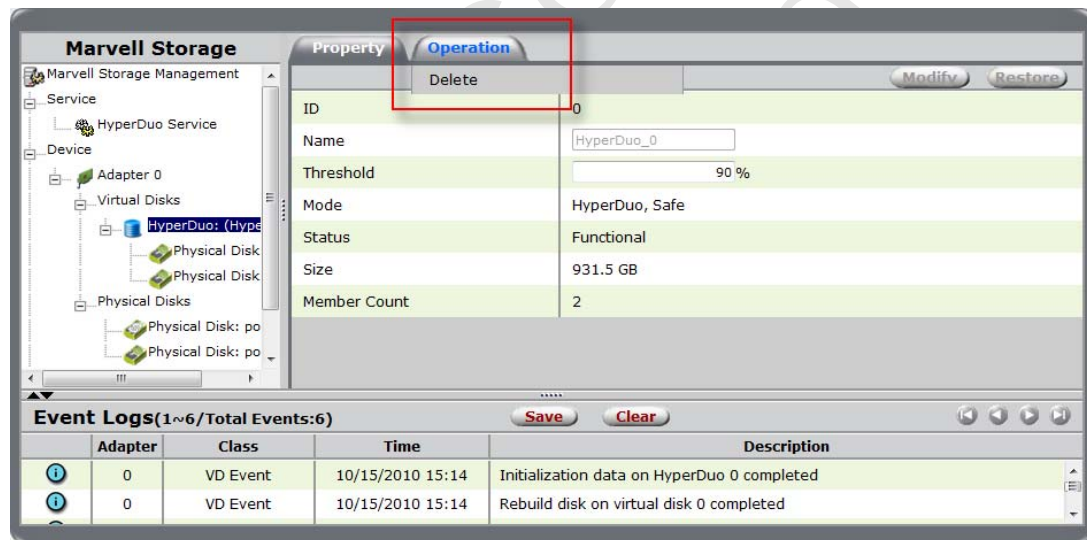 Marvell Storage
Property
Operation
Marvell Storage Management
Delete
Modify
Restore
Service
HyperDuo Service
Device
Adapter 0
Virtual Disks
HyperDuo: (Hype
Physical Disk
Physical Disk
Physical Disks
Physical Disk: po
Physical Disk: po
ID 0
Name HyperDuo_0
Threshold 90 %
Mode HyperDuo, Safe
Status Functional
Size 931.5 GB
Member Count 2
Event Logs(1~6/Total Events:6) Save Clear
Adapter Class Time Description
0 VD Event 10/15/2010 15:14 Initialization data on HyperDuo 0 completed
0 VD Event 10/15/2010 15:14 Rebuild disk on virtual disk 0 completed